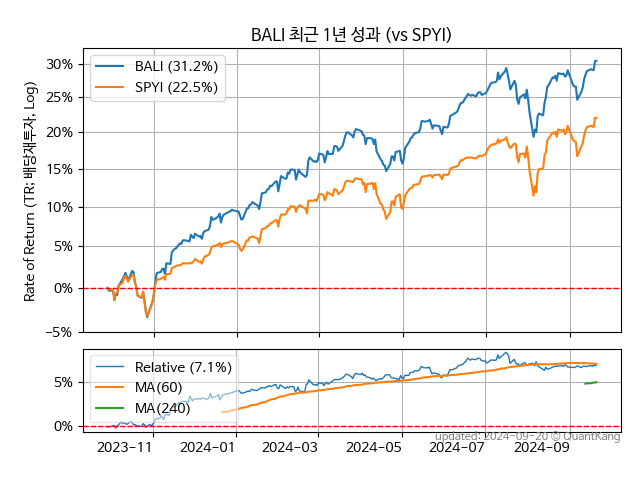 BALI 최근 1년 성과 (vs SPYI)
Rate of Return (TR: 배당재투자, Log)
30%
25%
20%
15%
10%
5%
0%
−5%
BALI (31.2%)
SPYI (22.5%)
5%
0%
Relative (7.1%)
MA(60)
MA(240)
2023−11
2024−01
2024−03
2024−05
2024−07
2024−09
updated: 2024-09-20 © QuantKang